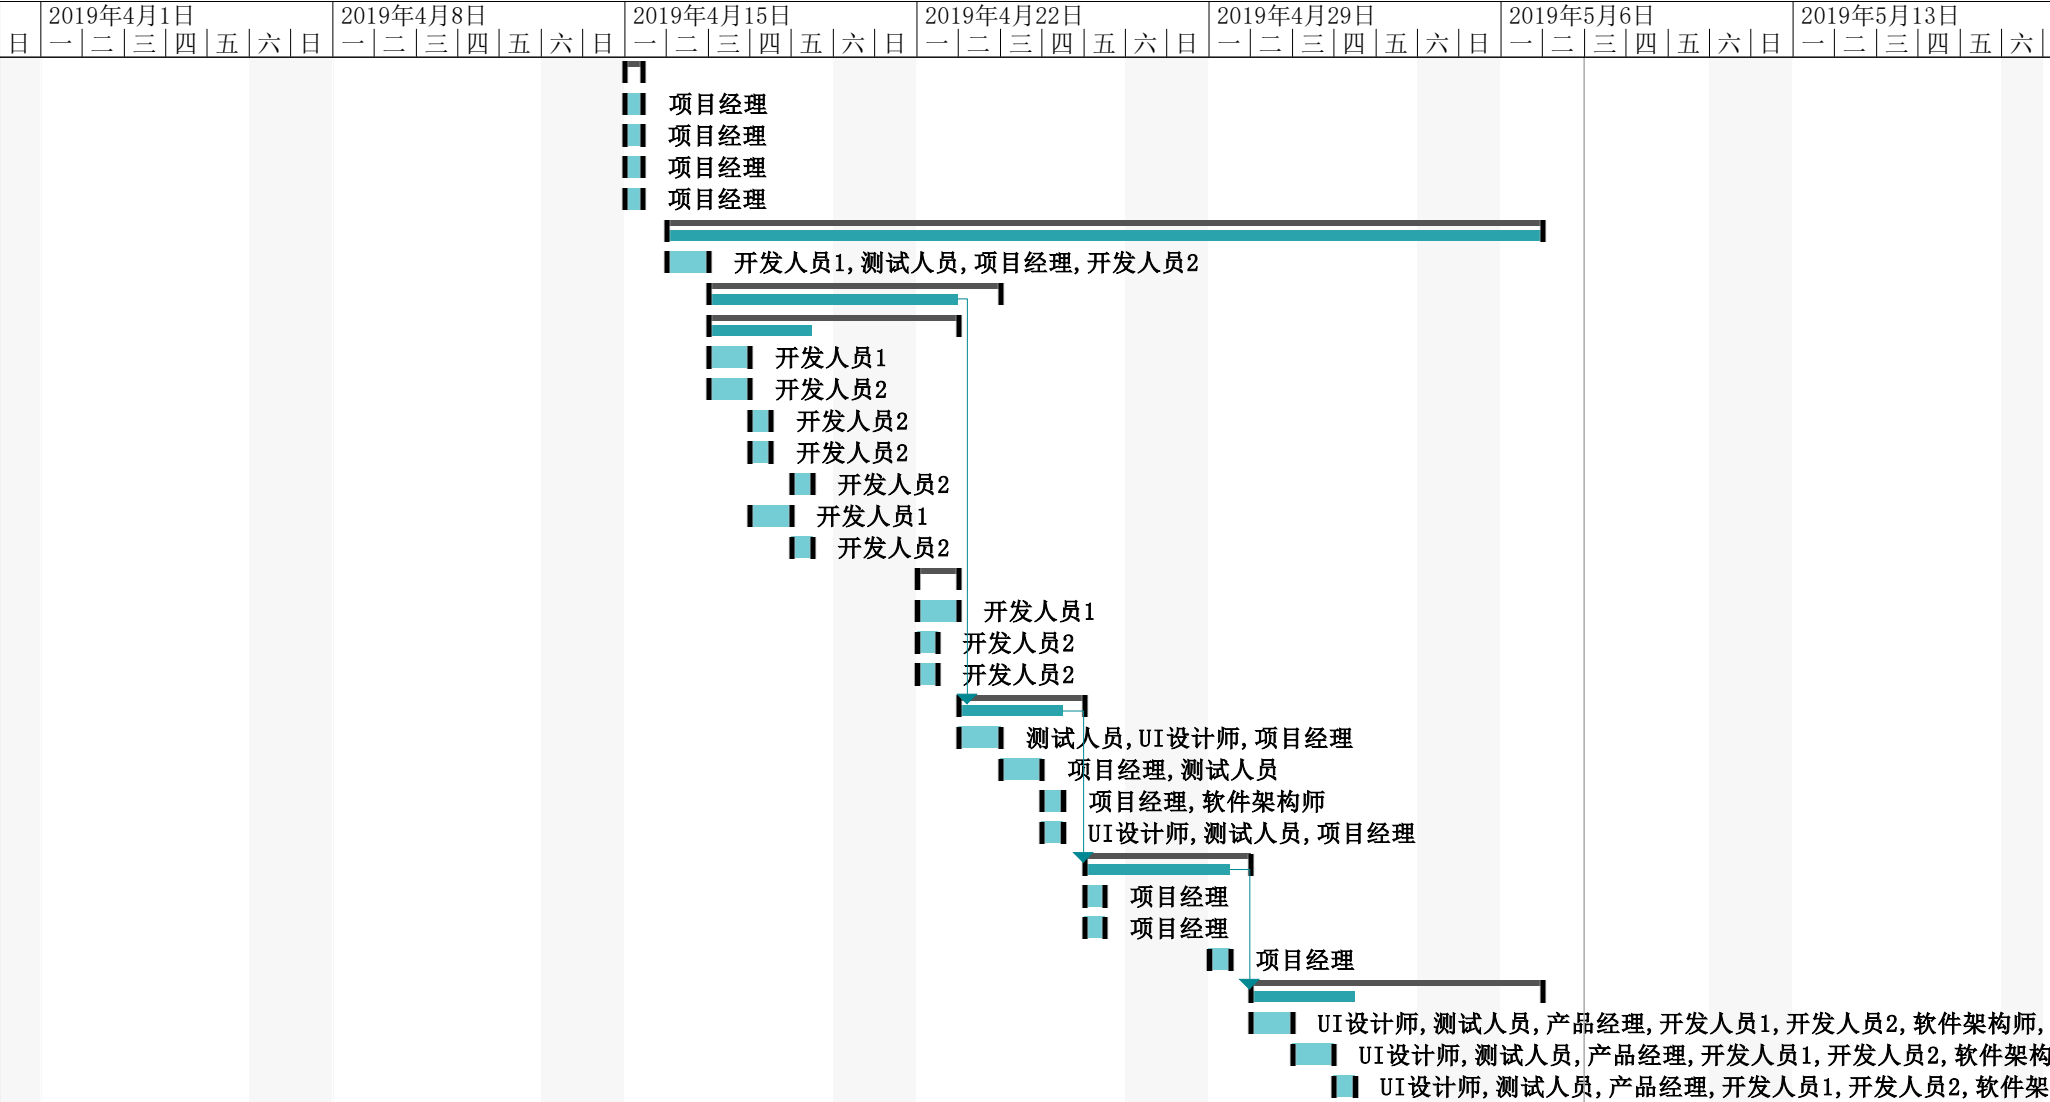 2019年4月1日 2019年4月8日 2019年4月15日 2019年4月22日 2019年4月29日 2019年5月6日 2019年5月13日
日 一 二 三 四 五 六 日 一 二 三 四 五 六 日 一 二 三 四 五 六 日 一 二 三 四 五 六 日 一 二 三 四 五 六 日 一 二 三 四 五 六 日 一 二 三 四 五 六
项目经理
项目经理
项目经理
项目经理
开发人员1,测试人员,项目经理,开发人员2
开发人员1
开发人员2
开发人员2
开发人员2
开发人员2
开发人员1
开发人员2
开发人员1
开发人员2
开发人员2
测试人员,UI设计师,项目经理
项目经理,测试人员
项目经理,软件架构师
UI设计师,测试人员,项目经理
项目经理
项目经理
项目经理
UI设计师,测试人员,产品经理,开发人员1,开发人员2,软件架构师,
UI设计师,测试人员,产品经理,开发人员1,开发人员2,软件架构
UI设计师,测试人员,产品经理,开发人员1,开发人员2,软件架